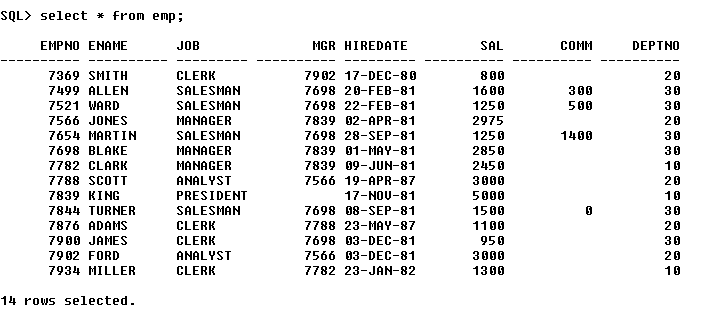 SQL> select * from emp;
     EMPNO ENAME      JOB              MGR HIREDATE         SAL       COMM     DEPTNO
---------- ---------- --------- ---------- --------- ---------- ---------- ----------
      7369 SMITH      CLERK           7902 17-DEC-80        800                    20
      7499 ALLEN      SALESMAN        7698 20-FEB-81       1600        300         30
      7521 WARD       SALESMAN        7698 22-FEB-81       1250        500         30
      7566 JONES      MANAGER         7839 02-APR-81       2975                    20
      7654 MARTIN     SALESMAN        7698 28-SEP-81       1250       1400         30
      7698 BLAKE      MANAGER         7839 01-MAY-81       2850                    30
      7782 CLARK      MANAGER         7839 09-JUN-81       2450                    10
      7788 SCOTT      ANALYST         7566 19-APR-87       3000                    20
      7839 KING       PRESIDENT            17-NOV-81       5000                    10
      7844 TURNER     SALESMAN        7698 08-SEP-81       1500          0         30
      7876 ADAMS      CLERK           7788 23-MAY-87       1100                    20
      7900 JAMES      CLERK           7698 03-DEC-81        950                    30
      7902 FORD       ANALYST         7566 03-DEC-81       3000                    20
      7934 MILLER     CLERK           7782 23-JAN-82       1300                    10
14 rows selected.